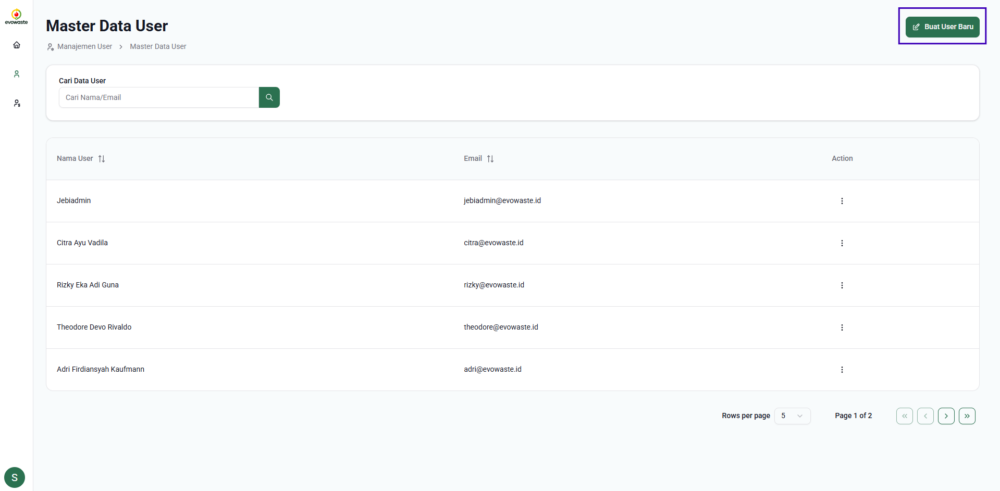 evowaste
Master Data User
Buat User Baru
Manajemen User > Master Data User
Cari Data User
Cari Nama/Email
Nama User Email Action
Jebiadmin jebiadmin@evowaste.id
Citra Ayu Vadila citra@evowaste.id
Rizky Eka Adi Guna rizky@evowaste.id
Theodore Devo Rivaldo theodore@evowaste.id
Adri Firdiansyah Kaufmann adri@evowaste.id
Rows per page 5 Page 1 of 2
S